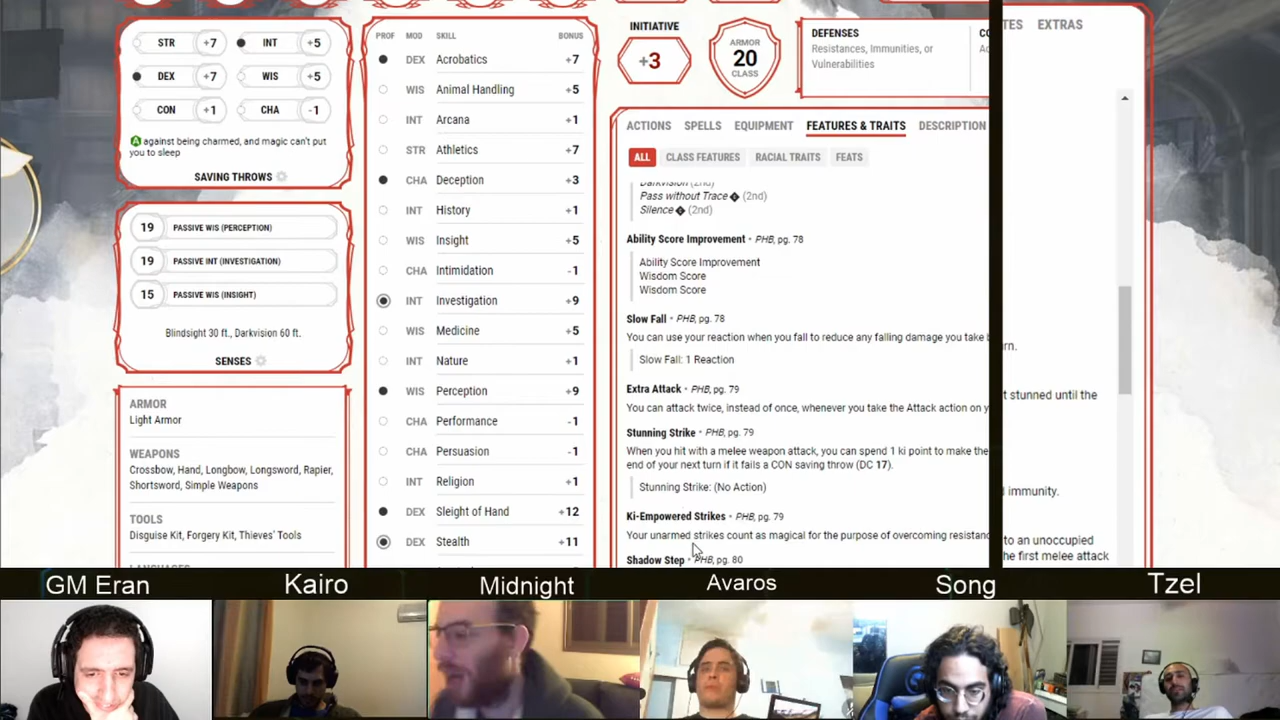 STR +7
INT +5
DEX +7
WIS +5
CON +1
CHA -1
A against being charmed, and magic can't put
you to sleep
SAVING THROWS
19 PASSIVE WIS (PERCEPTION)
19 PASSIVE INT (INVESTIGATION)
15 PASSIVE WIS (INSIGHT)
Blindsight 30 ft., Darkvision 60 ft.
SENSES
ARMOR
Light Armor
WEAPONS
Crossbow, Hand, Longbow, Longsword, Rapier,
Shortsword, Simple Weapons
TOOLS
Disguise Kit, Forgery Kit, Thieves' Tools
PROF MOD SKILL BONUS
DEX Acrobatics +7
WIS Animal Handling +5
INT Arcana +1
STR Athletics +7
CHA Deception +3
INT History +1
WIS Insight +5
CHA Intimidation -1
INT Investigation +9
WIS Medicine +5
INT Nature +1
WIS Perception +9
CHA Performance -1
CHA Persuasion -1
INT Religion +1
DEX Sleight of Hand +12
DEX Stealth +11
INITIATIVE
+3
ARMOR
20
CLASS
DEFENSES
Resistances, Immunities, or
Vulnerabilities
ACTIONS SPELLS EQUIPMENT FEATURES & TRAITS DESCRIPTION
ALL CLASS FEATURES RACIAL TRAITS FEATS
Darkvision (2nd)
Pass without Trace (2nd)
Silence (2nd)
Ability Score Improvement • PHB, pg. 78
Ability Score Improvement
Wisdom Score
Wisdom Score
Slow Fall • PHB, pg. 78
You can use your reaction when you fall to reduce any falling damage you take
Slow Fall: 1 Reaction
Extra Attack • PHB, pg. 79
You can attack twice, instead of once, whenever you take the Attack action on
Stunning Strike • PHB, pg. 79
When you hit with a melee weapon attack, you can spend 1 ki point to make the
end of your next turn if it fails a CON saving throw (DC 17).
Stunning Strike: (No Action)
Ki-Empowered Strikes • PHB, pg. 79
Your unarmed strikes count as magical for the purpose of overcoming
Shadow Step • PHB, pg. 80
EXTRAS
stunned until the
immunity.
to an unoccupied
the first melee attack
GM Eran
Kairo
Midnight
Avaros
Song
Tzel